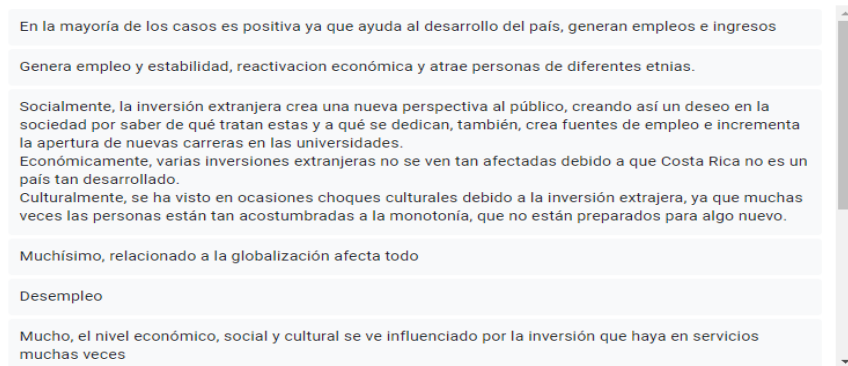 En la mayoría de los casos es positiva ya que ayuda al desarrollo del país, generan empleos e ingresos
Genera empleo y estabilidad, reactivacion económica y atrae personas de diferentes etnias.
Socialmente, la inversión extranjera crea una nueva perspectiva al público, creando así un deseo en la
sociedad por saber de qué tratan estas y a qué se dedican, también, crea fuentes de empleo e incrementa
la apertura de nuevas carreras en las universidades.
Económicamente, varias inversiones extranjeras no se ven tan afectadas debido a que Costa Rica no es un
país tan desarrollado.
Culturalmente, se ha visto en ocasiones choques culturales debido a la inversión extrajera, ya que muchas
veces las personas están tan acostumbradas a la monotonía, que no están preparados para algo nuevo.
Muchísimo, relacionado a la globalización afecta todo
Desempleo
Mucho, el nivel económico, social y cultural se ve influenciado por la inversión que haya en servicios
muchas veces